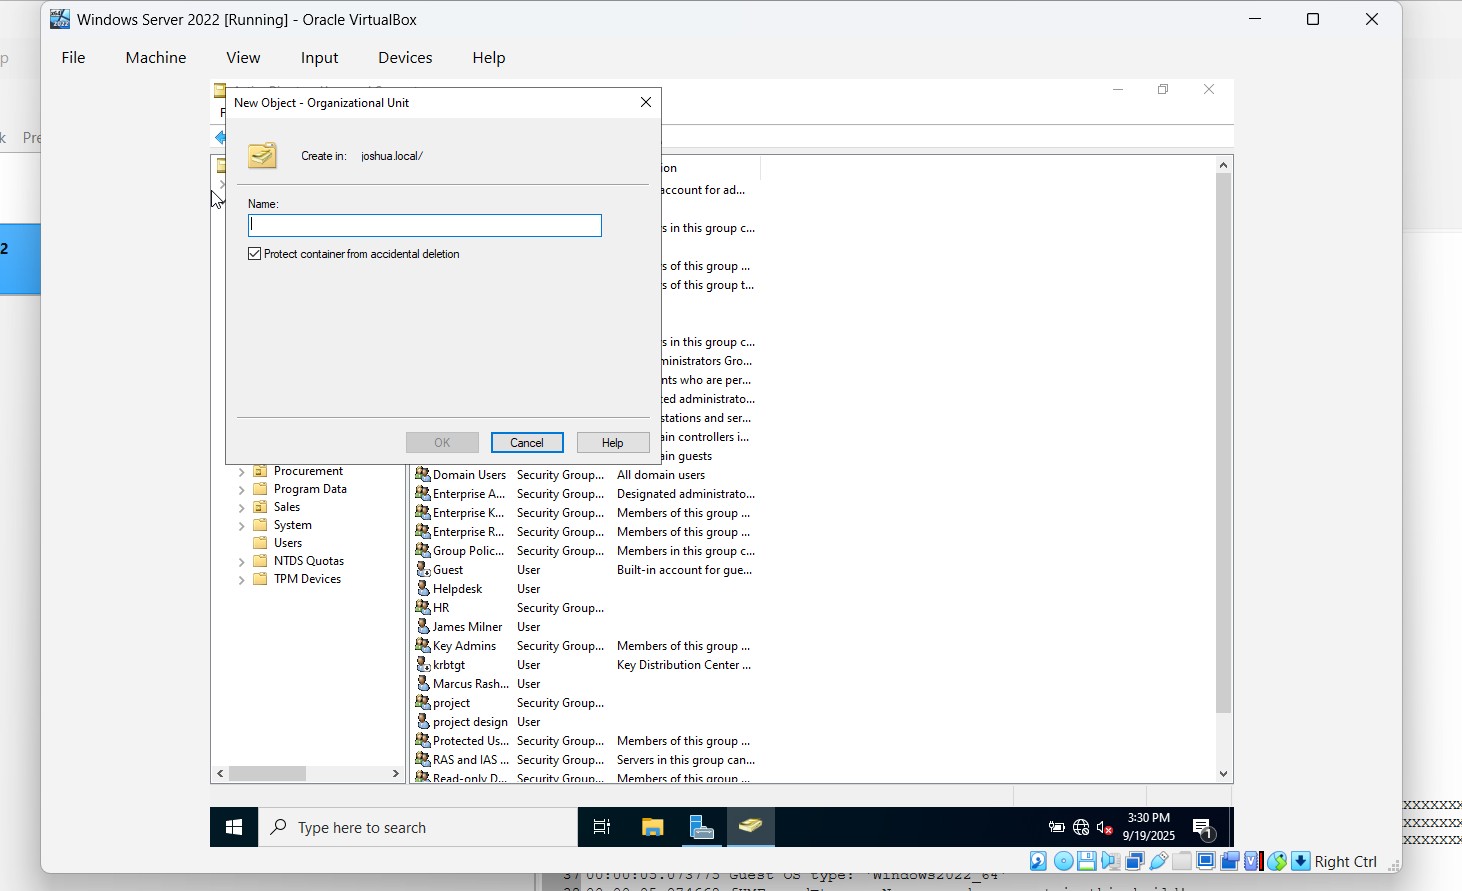 Windows Server 2022 [Running] - Oracle VirtualBox
File Machine View Input Devices Help
New Object - Organizational Unit
Create in: joshua.local/
Name:
Protect container from accidental deletion
OK Cancel Help
ion
account for ad...
s in this group c...
s of this group ...
s of this group t...
s in this group c...
ministrators Gro...
nts who are per...
ted administrato...
stations and ser...
ain controllers i...
ain guests
Procurement
Program Data
Sales
System
Users
NTDS Quotas
TPM Devices
Domain Users Security Group... All domain users
Enterprise A... Security Group... Designated administrato...
Enterprise K... Security Group... Members of this group ...
Enterprise R... Security Group... Members of this group ...
Group Polic... Security Group... Members in this group c...
Guest User Built-in account for gue...
Helpdesk User
HR Security Group...
James Milner User
Key Admins Security Group... Members of this group ...
krbtgt User Key Distribution Center ...
Marcus Rash... User
project Security Group...
project design User
Protected Us... Security Group... Members of this group ...
RAS and IAS ... Security Group... Servers in this group can...
Read-only D... Security Group... Members of this group ...
Type here to search
3:30 PM
9/19/2025
1
Right Ctrl
2
Pre
xxxxxxx
xxxxxxx
xxxxxxx